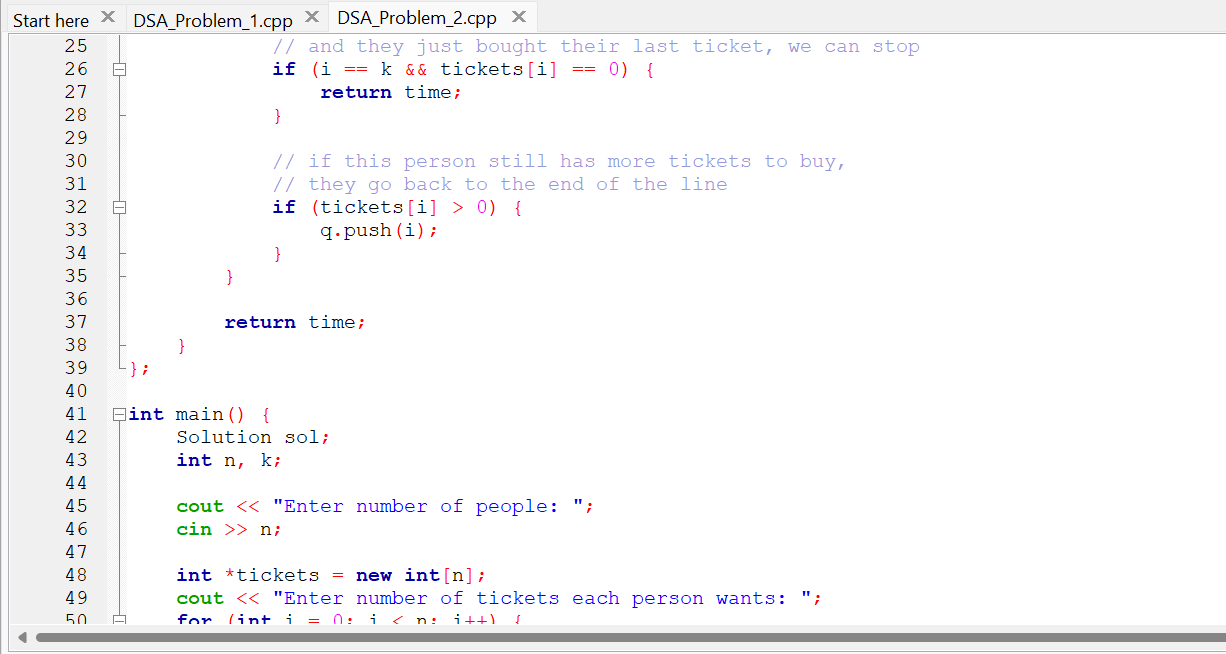 Start here DSA_Problem_1.cpp DSA_Problem_2.cpp
25 // and they just bought their last ticket, we can stop
26 if (i == k && tickets[i] == 0) {
27 return time;
28 }
29
30 // if this person still has more tickets to buy,
31 // they go back to the end of the line
32 if (tickets[i] > 0) {
33 q.push(i);
34 }
35 }
36
37 return time;
38 }
39 };
40
41 int main() {
42 Solution sol;
43 int n, k;
44
45 cout << "Enter number of people: ";
46 cin >> n;
47
48 int *tickets = new int[n];
49 cout << "Enter number of tickets each person wants: ";
50 for (int i = 0; i < n; i++) {